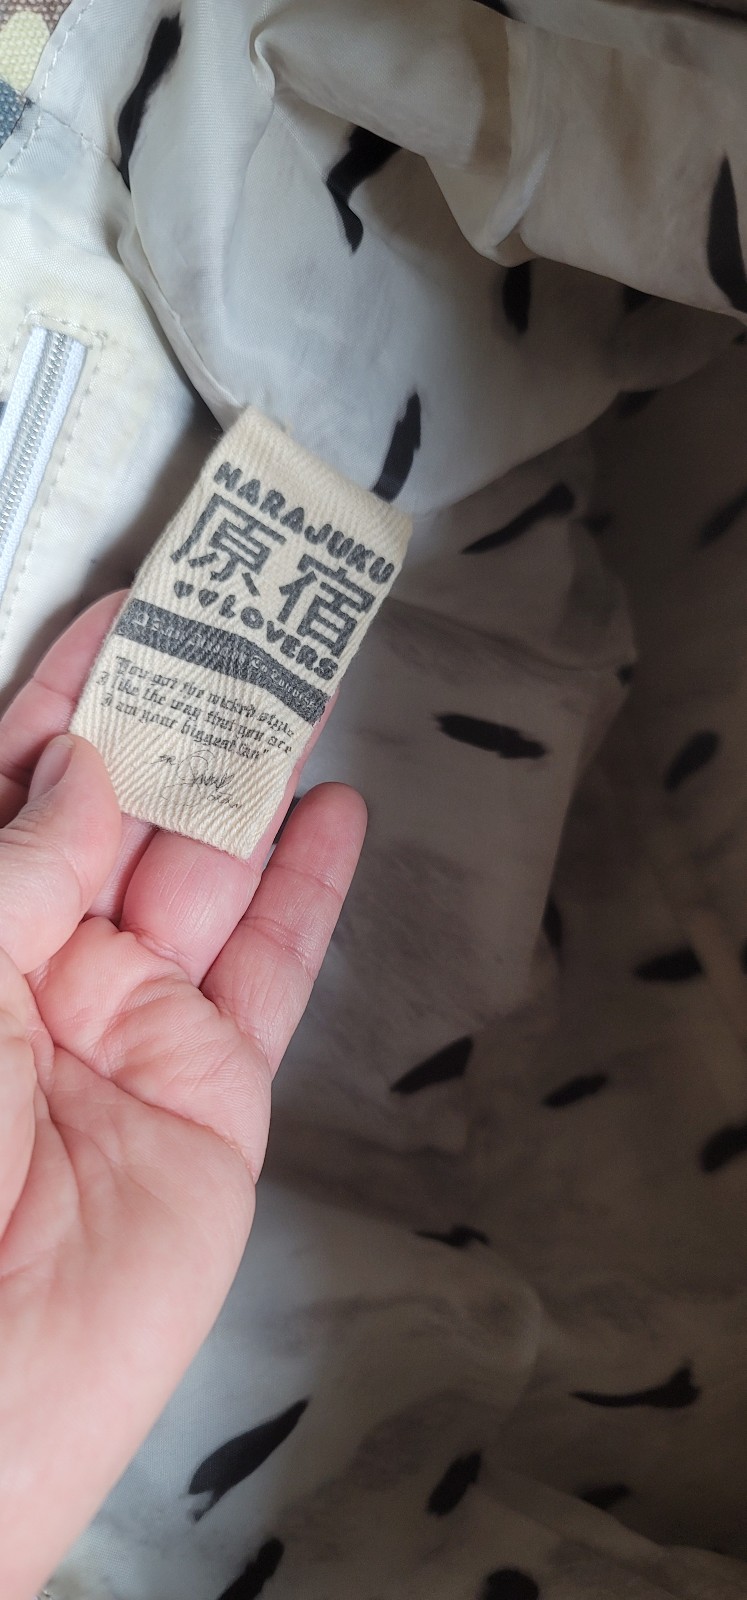 HARAJUKU
原宿
♥♥LOVERS
"You got the wicked style
I like the way that you are
I am your biggest fan"